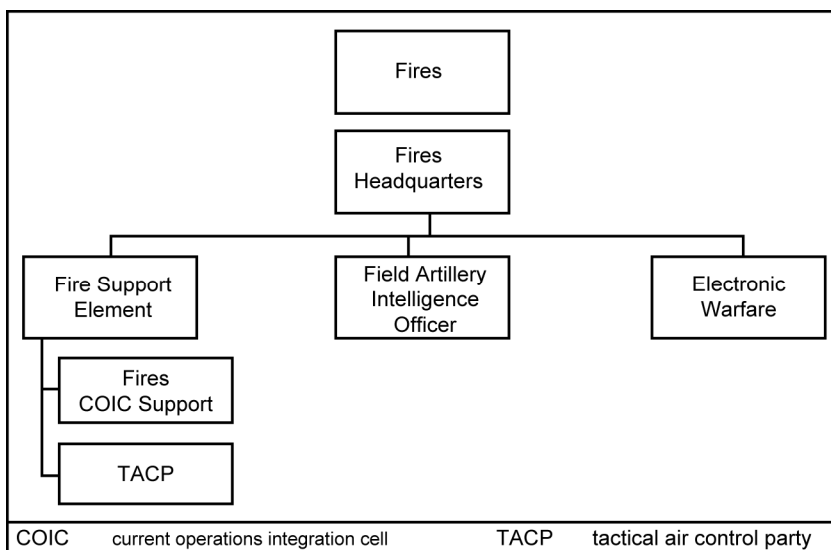 Fires
Fires
Headquarters
Fire Support
Element
Field Artillery
Intelligence
Officer
Electronic
Warfare
Fires
COIC Support
TACP
COIC current operations integration cell TACP tactical air control party